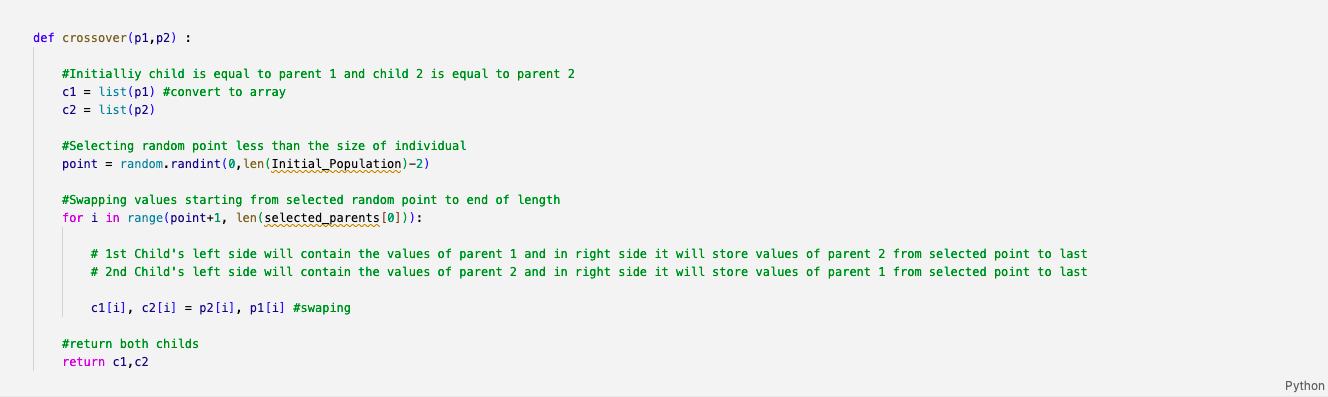 def crossover(p1,p2) :
#Initialliy child is equal to parent 1 and child 2 is equal to parent 2
c1 = list(p1) #convert to array
c2 = list(p2)
#Selecting random point less than the size of individual
point = random.randint(0,len(Initial_Population)-2)
#Swapping values starting from selected random point to end of length
for i in range(point+1, len(selected_parents[0])):
# 1st Child's left side will contain the values of parent 1 and in right side it will store values of parent 2 from selected point to last
# 2nd Child's left side will contain the values of parent 2 and in right side it will store values of parent 1 from selected point to last
c1[i], c2[i] = p2[i], p1[i] #swaping
#return both childs
return c1,c2
Python